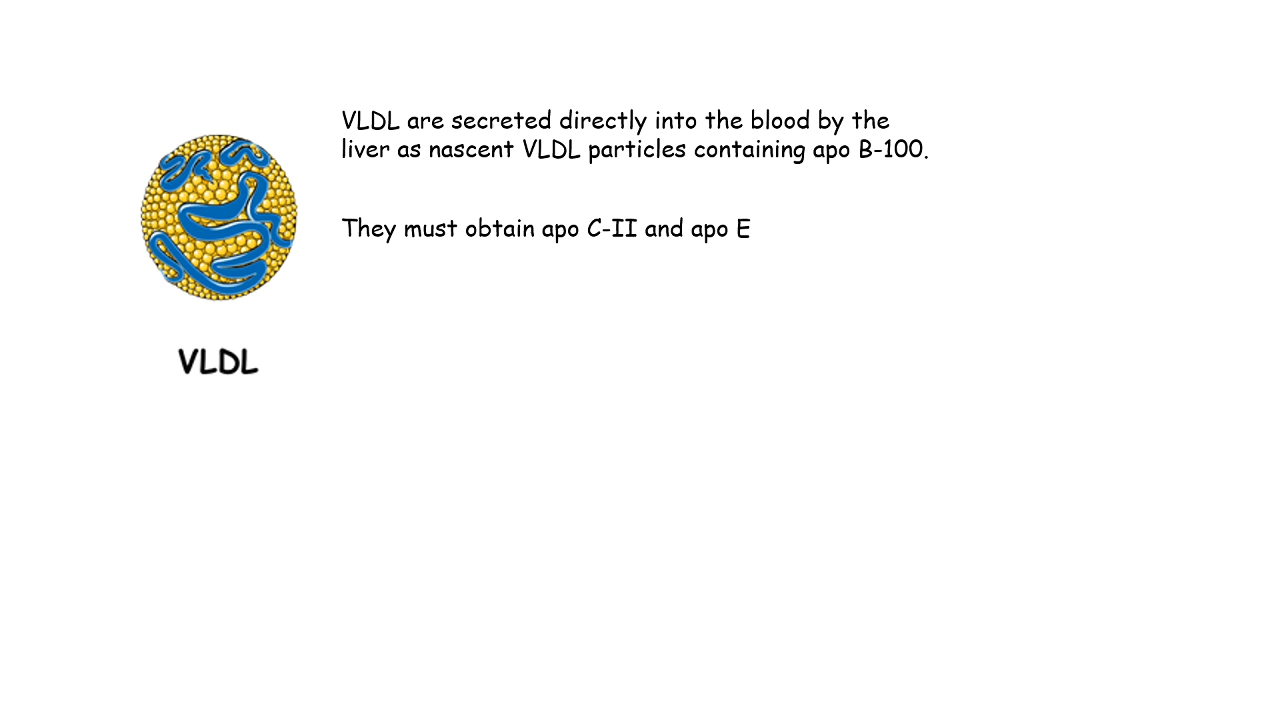 VLDL are secreted directly into the blood by the
liver as nascent VLDL particles containing apo B-100.
They must obtain apo C-II and apo E
VLDL